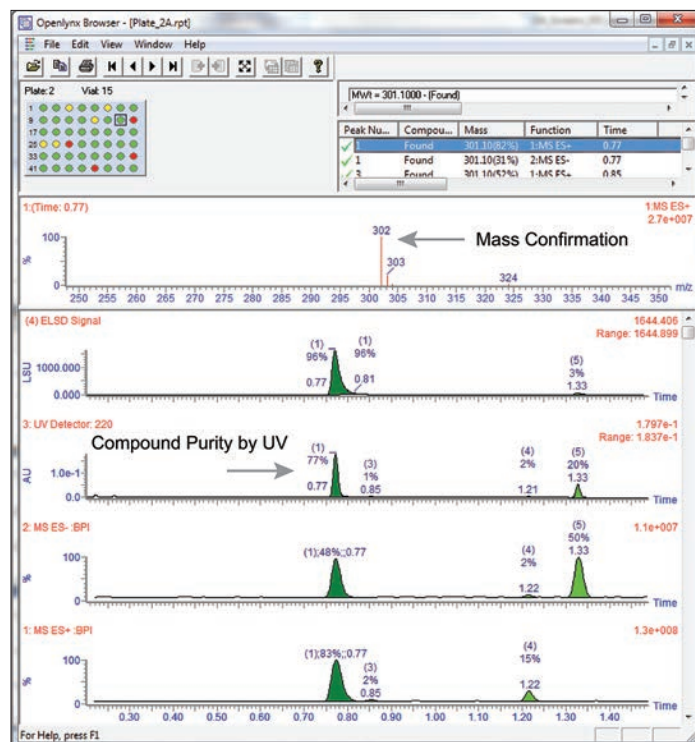 Openlynx Browser - [Plate_2A.rpt]
File Edit View Window Help
Plate: 2 Vial: 15
1
9
17
25
33
41
MWt = 301.1000 - (Found)
Peak Nu... Compou... Mass Function Time
1 Found 301.10(82%) 1:MS ES+ 0.77
1 Found 301.10(31%) 2:MS ES- 0.77
3 Found 301.10(52%) 1:MS ES+ 0.85
1:(Time: 0.77) 1:MS ES+
2.7e+007
100
%
0
302
303
324
Mass Confirmation
250 255 260 265 270 275 280 285 290 295 300 305 310 315 320 325 330 335 340 345 350 m/z
(4) ELSD Signal 1644.406
Range: 1644.899
LSU
1000.000
0.000
(1)
96%
0.77
(1)
96%
0.81
(5)
3%
1.33
Time
3: UV Detector: 220 1.797e-1
Range: 1.837e-1
Compound Purity by UV
AU
1.0e-1
0.0
(1)
77%
0.77
(3)
1%
0.85
(4)
2%
1.21
(5)
20%
1.33
Time
2: MS ES- :BPI 1.1e+007
100
%
0
(1);48%;;0.77
(4)
2%
1.22
(5)
50%
1.33
Time
1: MS ES+ :BPI 1.3e+008
100
%
0
(1);83%;;0.77
(3)
2%
0.85
(4)
15%
1.22
Time
0.30 0.40 0.50 0.60 0.70 0.80 0.90 1.00 1.10 1.20 1.30 1.40
For Help, press F1